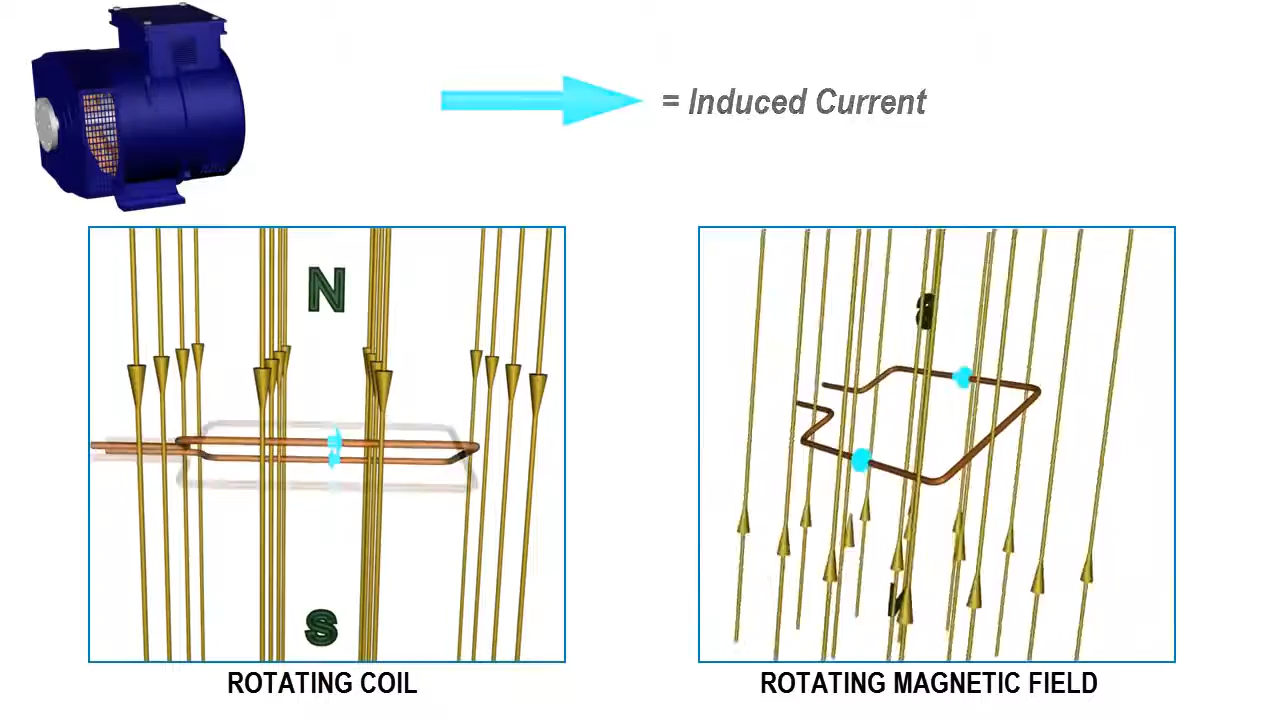 = Induced Current
N
S
S
ROTATING COIL
ROTATING MAGNETIC FIELD